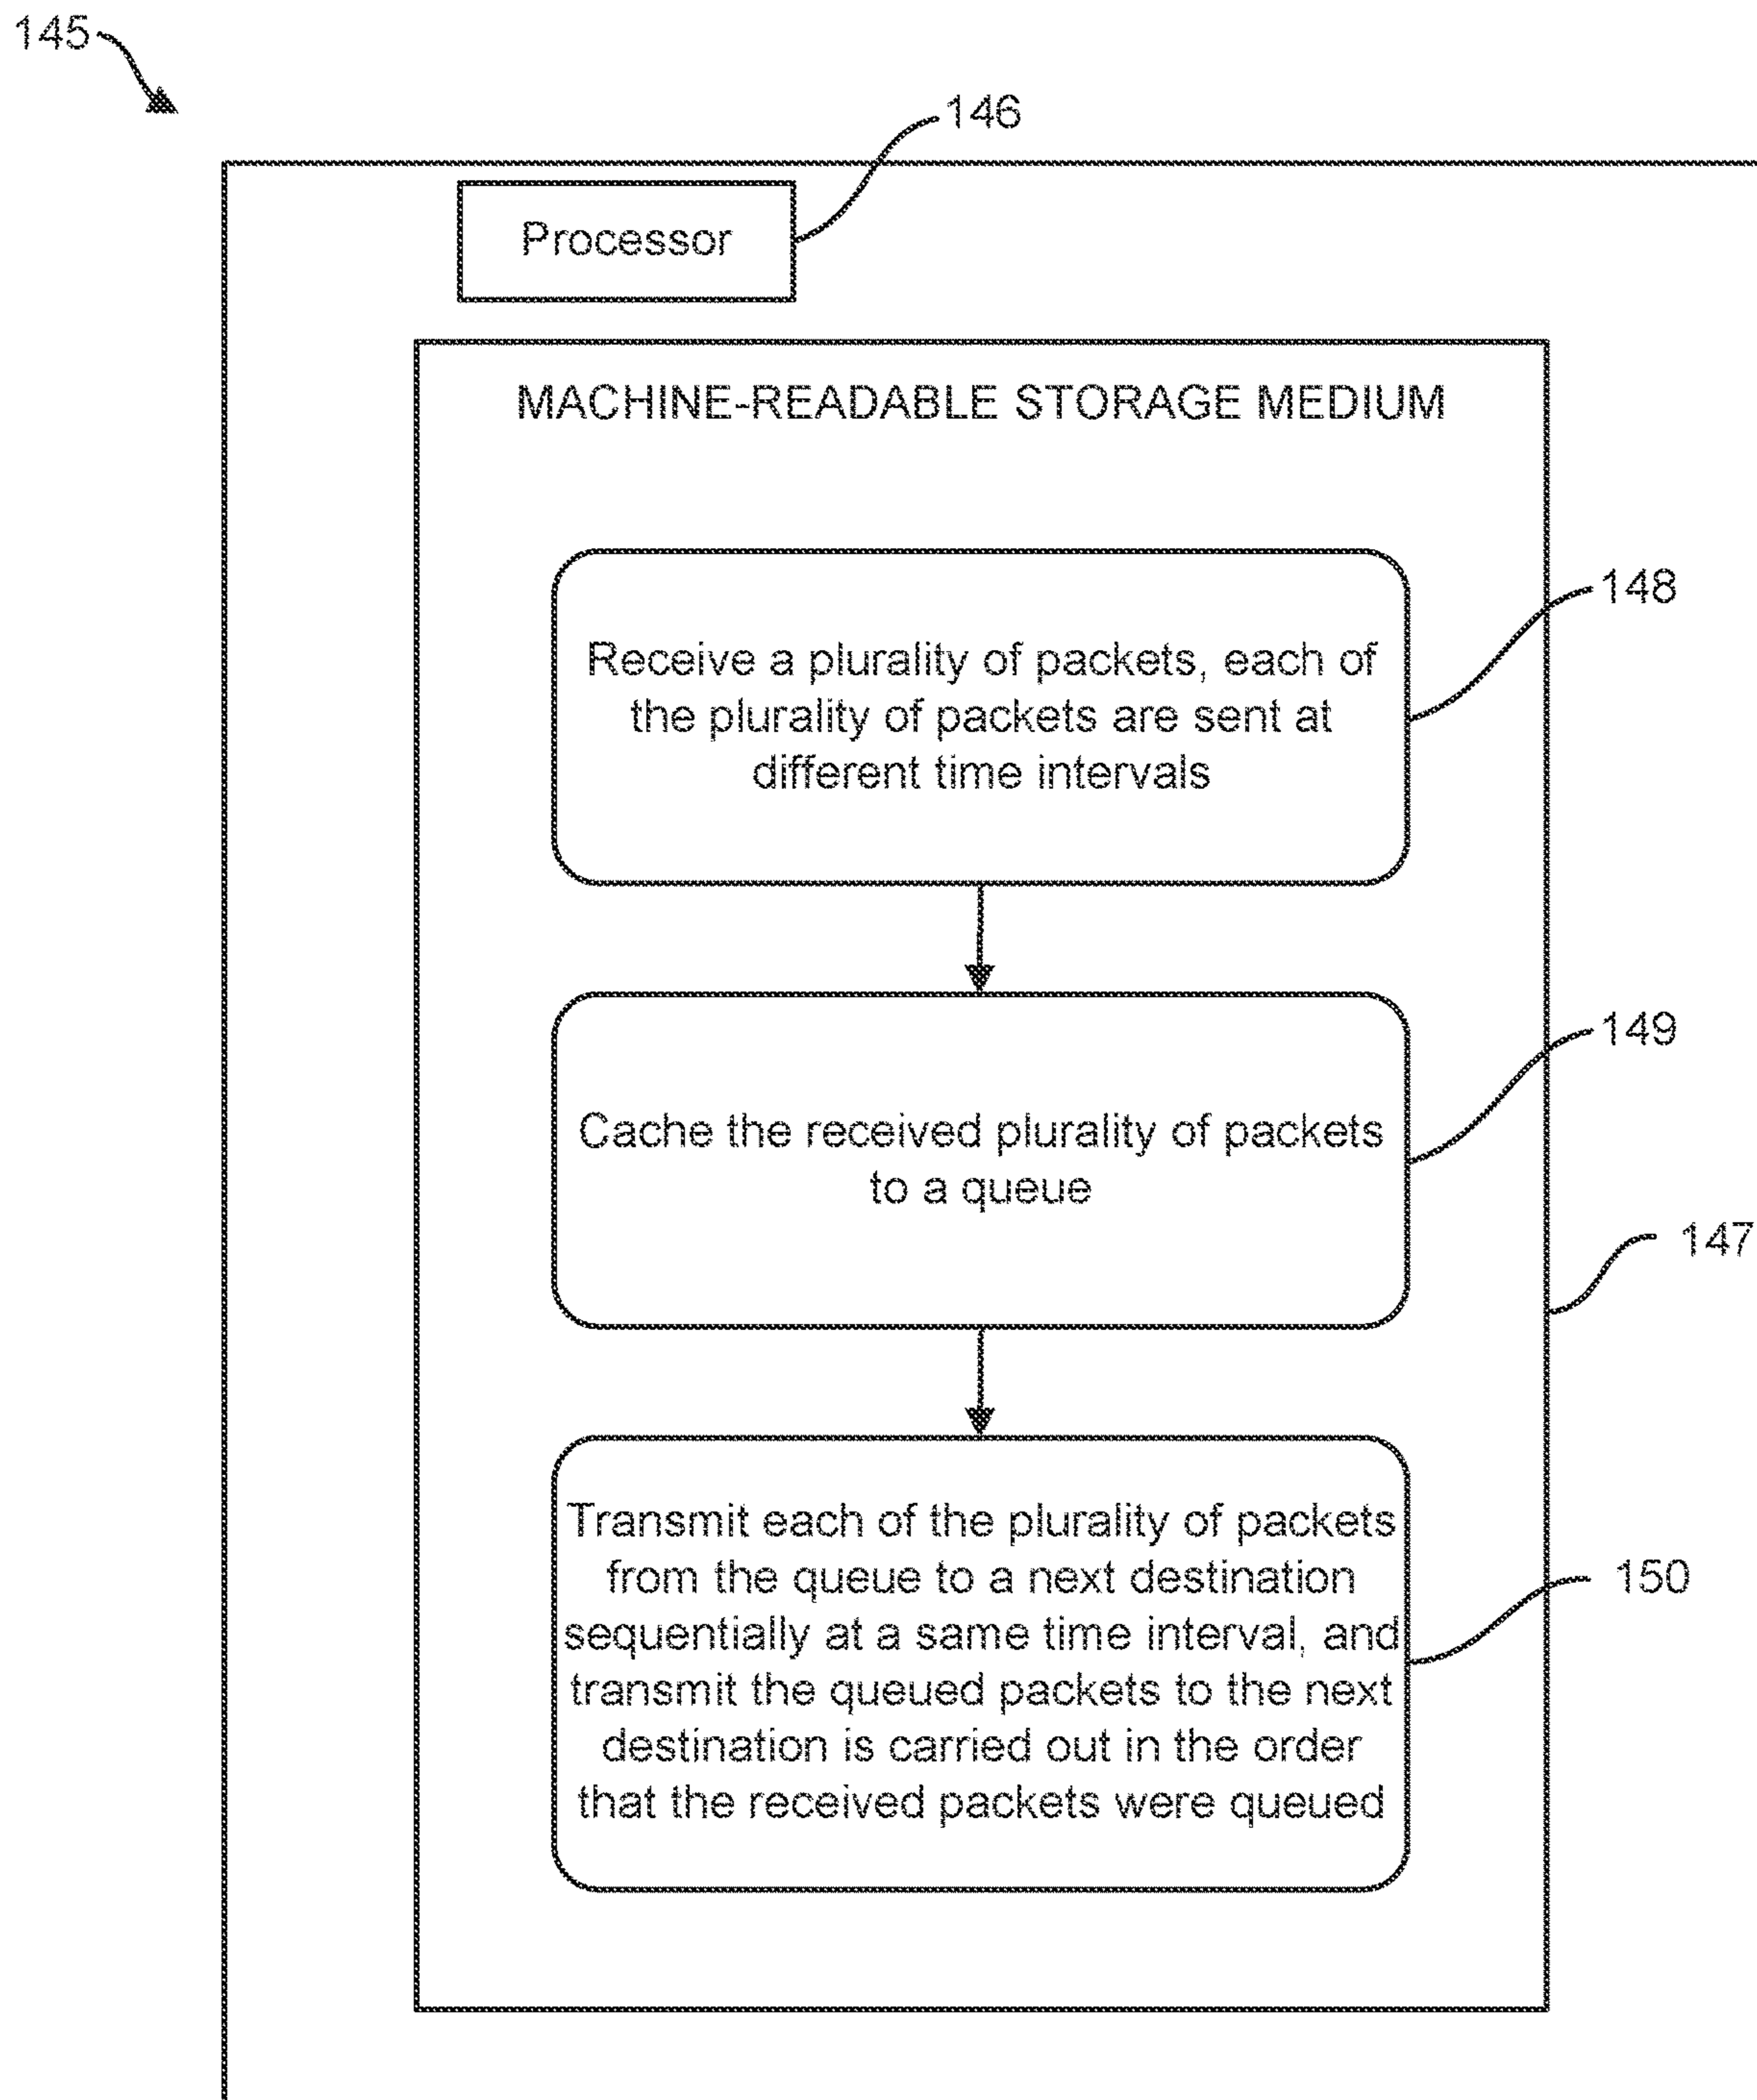 145
146
Processor
MACHINE-READABLE STORAGE MEDIUM
148
Receive a plurality of packets, each of
the plurality of packets are sent at
different time intervals
149
Cache the received plurality of packets
to a queue
147
Transmit each of the plurality of packets
from the queue to a next destination
150
sequentially at a same time interval, and
transmit the queued packets to the next
destination is carried out in the order
that the received packets were queued